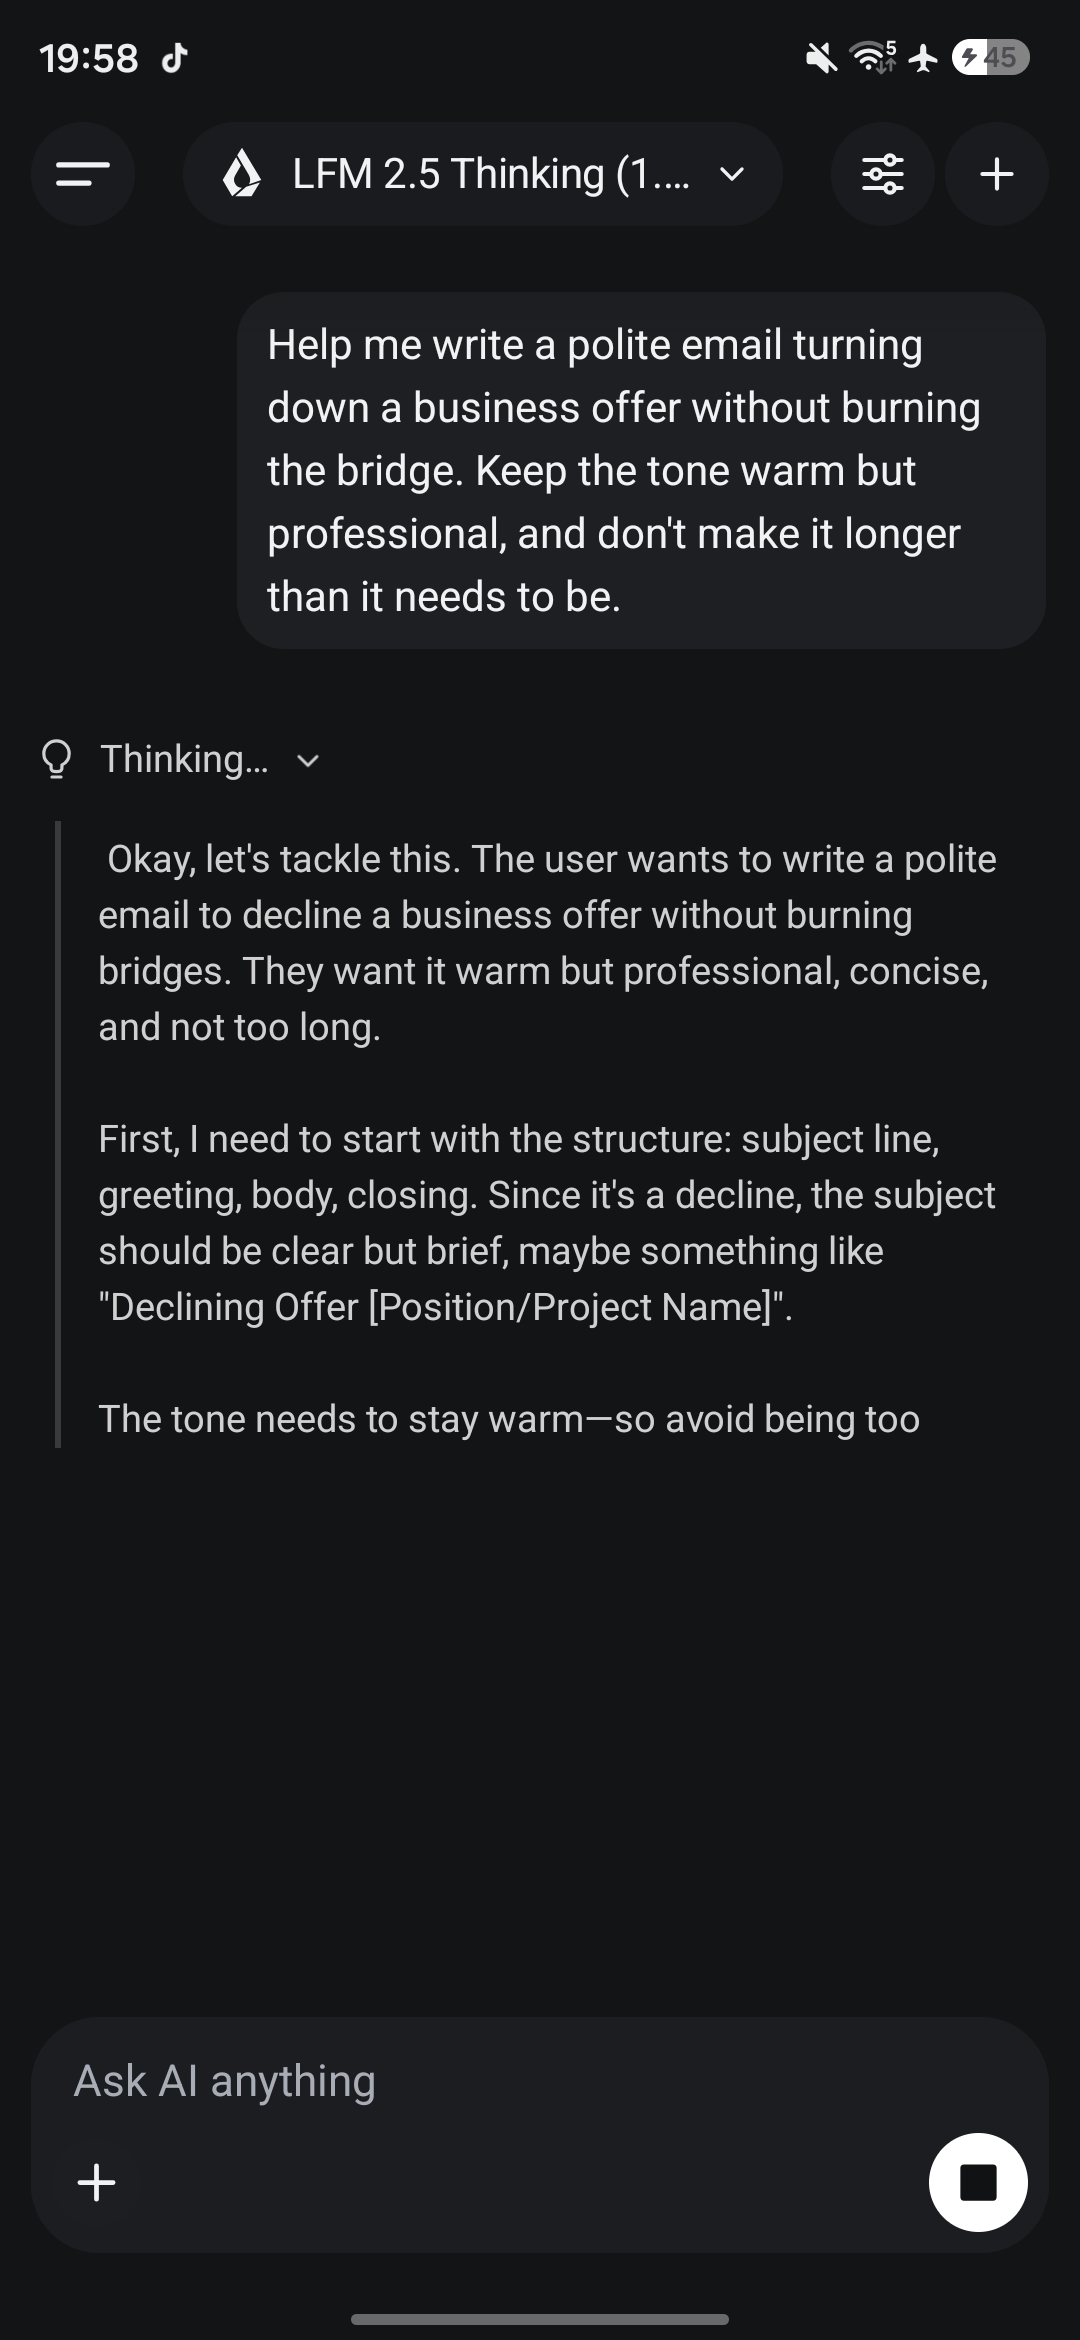 19:58
5
45
LFM 2.5 Thinking (1....
Help me write a polite email turning
down a business offer without burning
the bridge. Keep the tone warm but
professional, and don't make it longer
than it needs to be.
Thinking...
Okay, let's tackle this. The user wants to write a polite
email to decline a business offer without burning
bridges. They want it warm but professional, concise,
and not too long.
First, I need to start with the structure: subject line,
greeting, body, closing. Since it's a decline, the subject
should be clear but brief, maybe something like
"Declining Offer [Position/Project Name]".
The tone needs to stay warm—so avoid being too
Ask AI anything